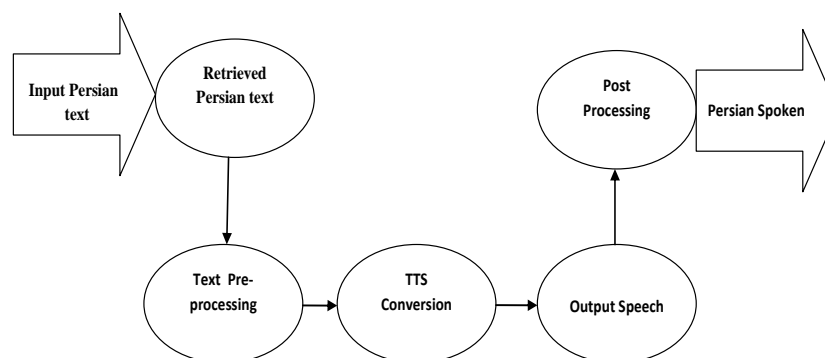 Input Persian
text
Retrieved
Persian text
Text Pre-
processing
TTS
Conversion
Output Speech
Post
Processing
Persian Spoken